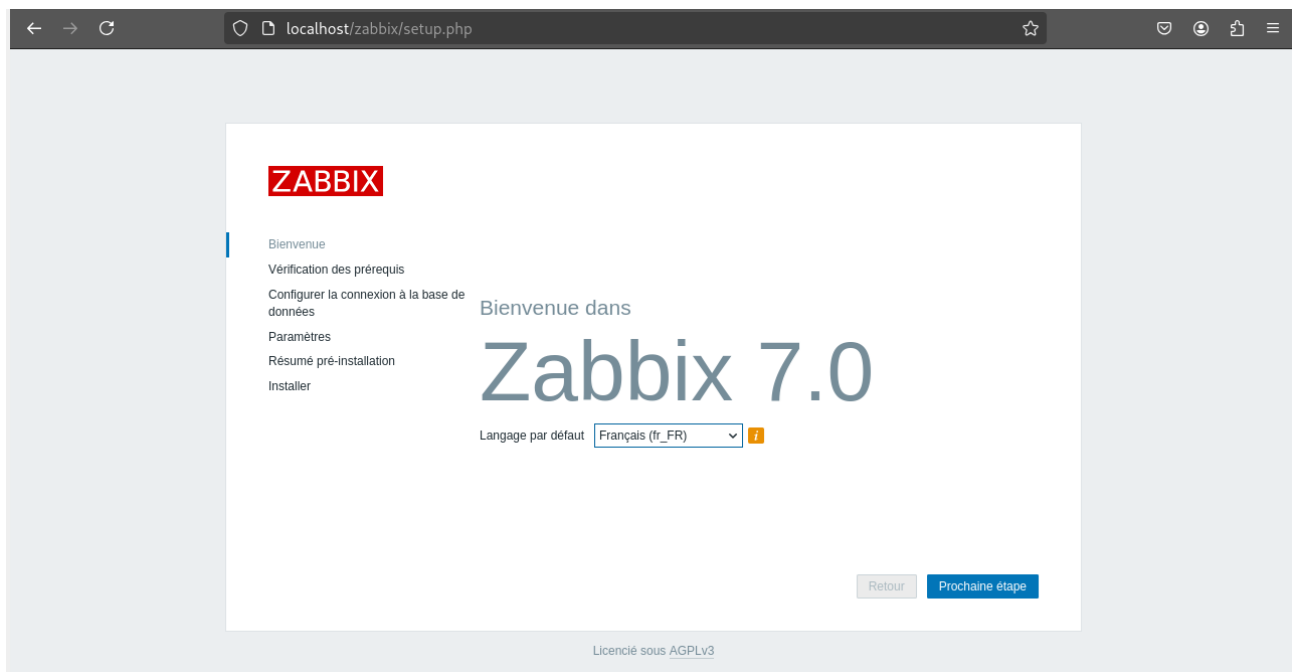 localhost/zabbix/setup.php
ZABBIX
Bienvenue
Vérification des prérequis
Configurer la connexion à la base de
données
Paramètres
Résumé pré-installation
Installer
Bienvenue dans
Zabbix 7.0
Langage par défaut Français (fr_FR) i
Retour Prochaine étape
Licencié sous AGPLv3